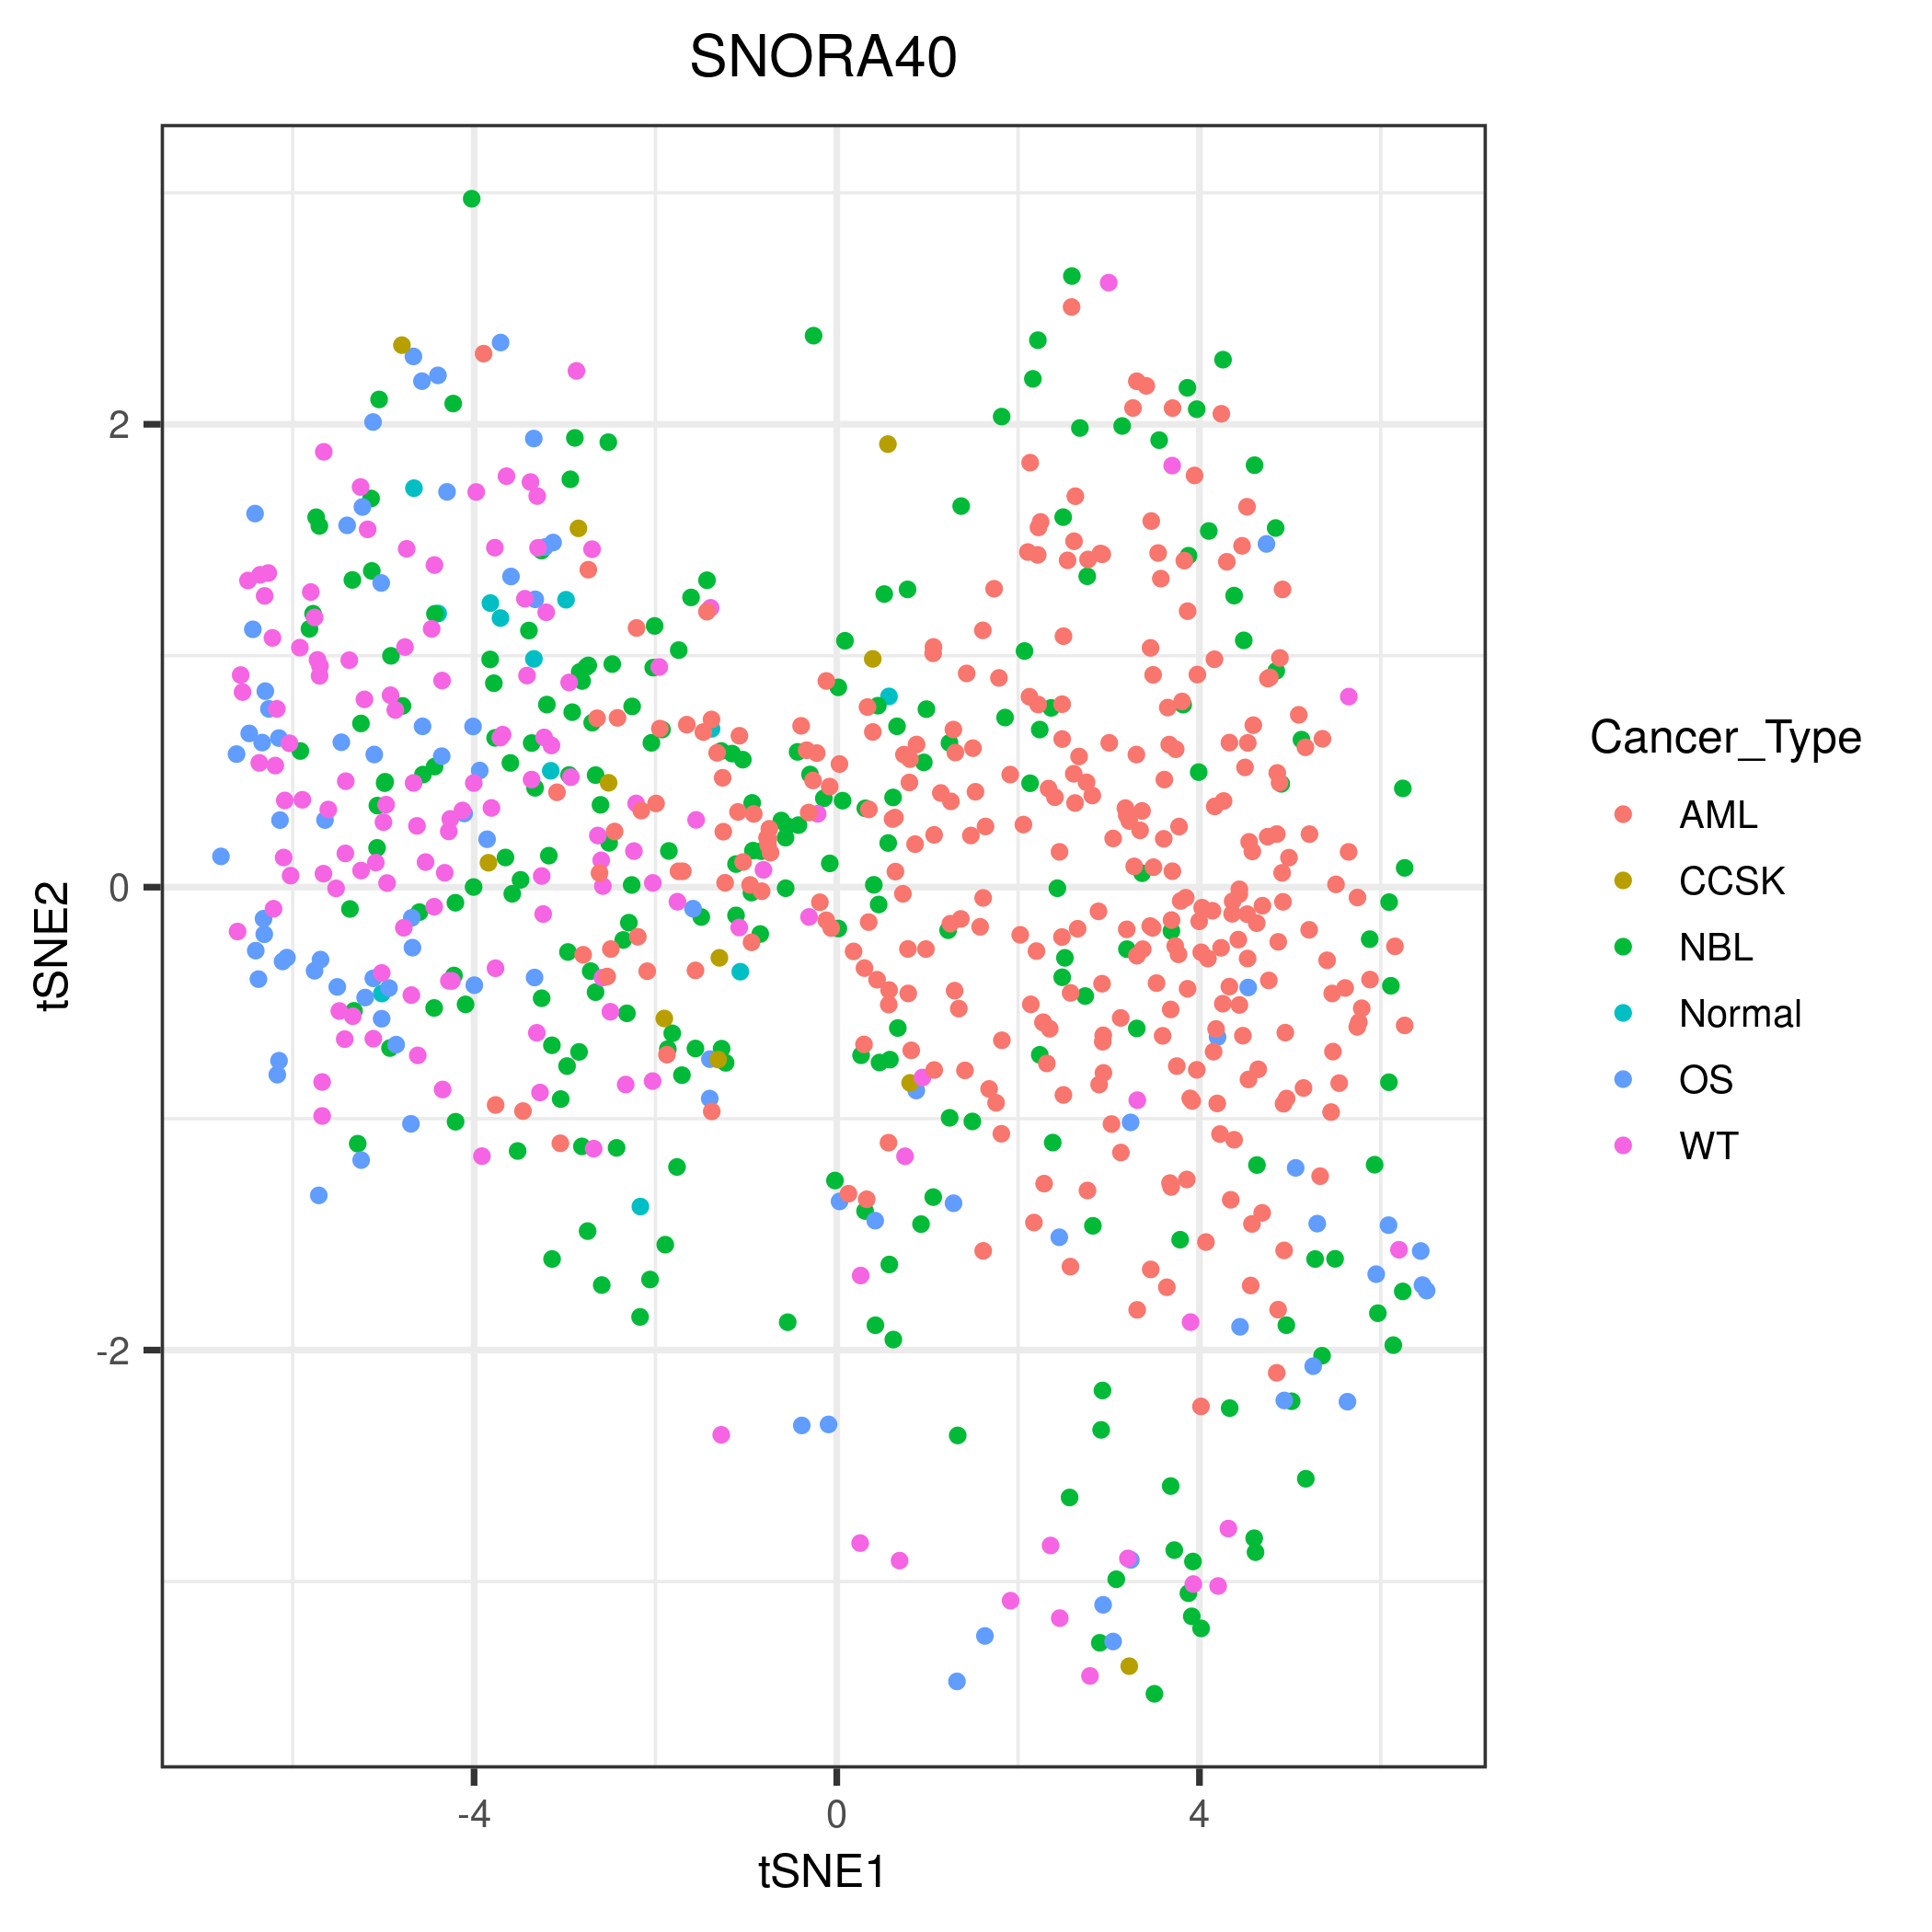 SNORA40
2
0
-2
tSNE2
-4
0
4
tSNE1
Cancer_Type
AML
CCSK
NBL
Normal
OS
WT